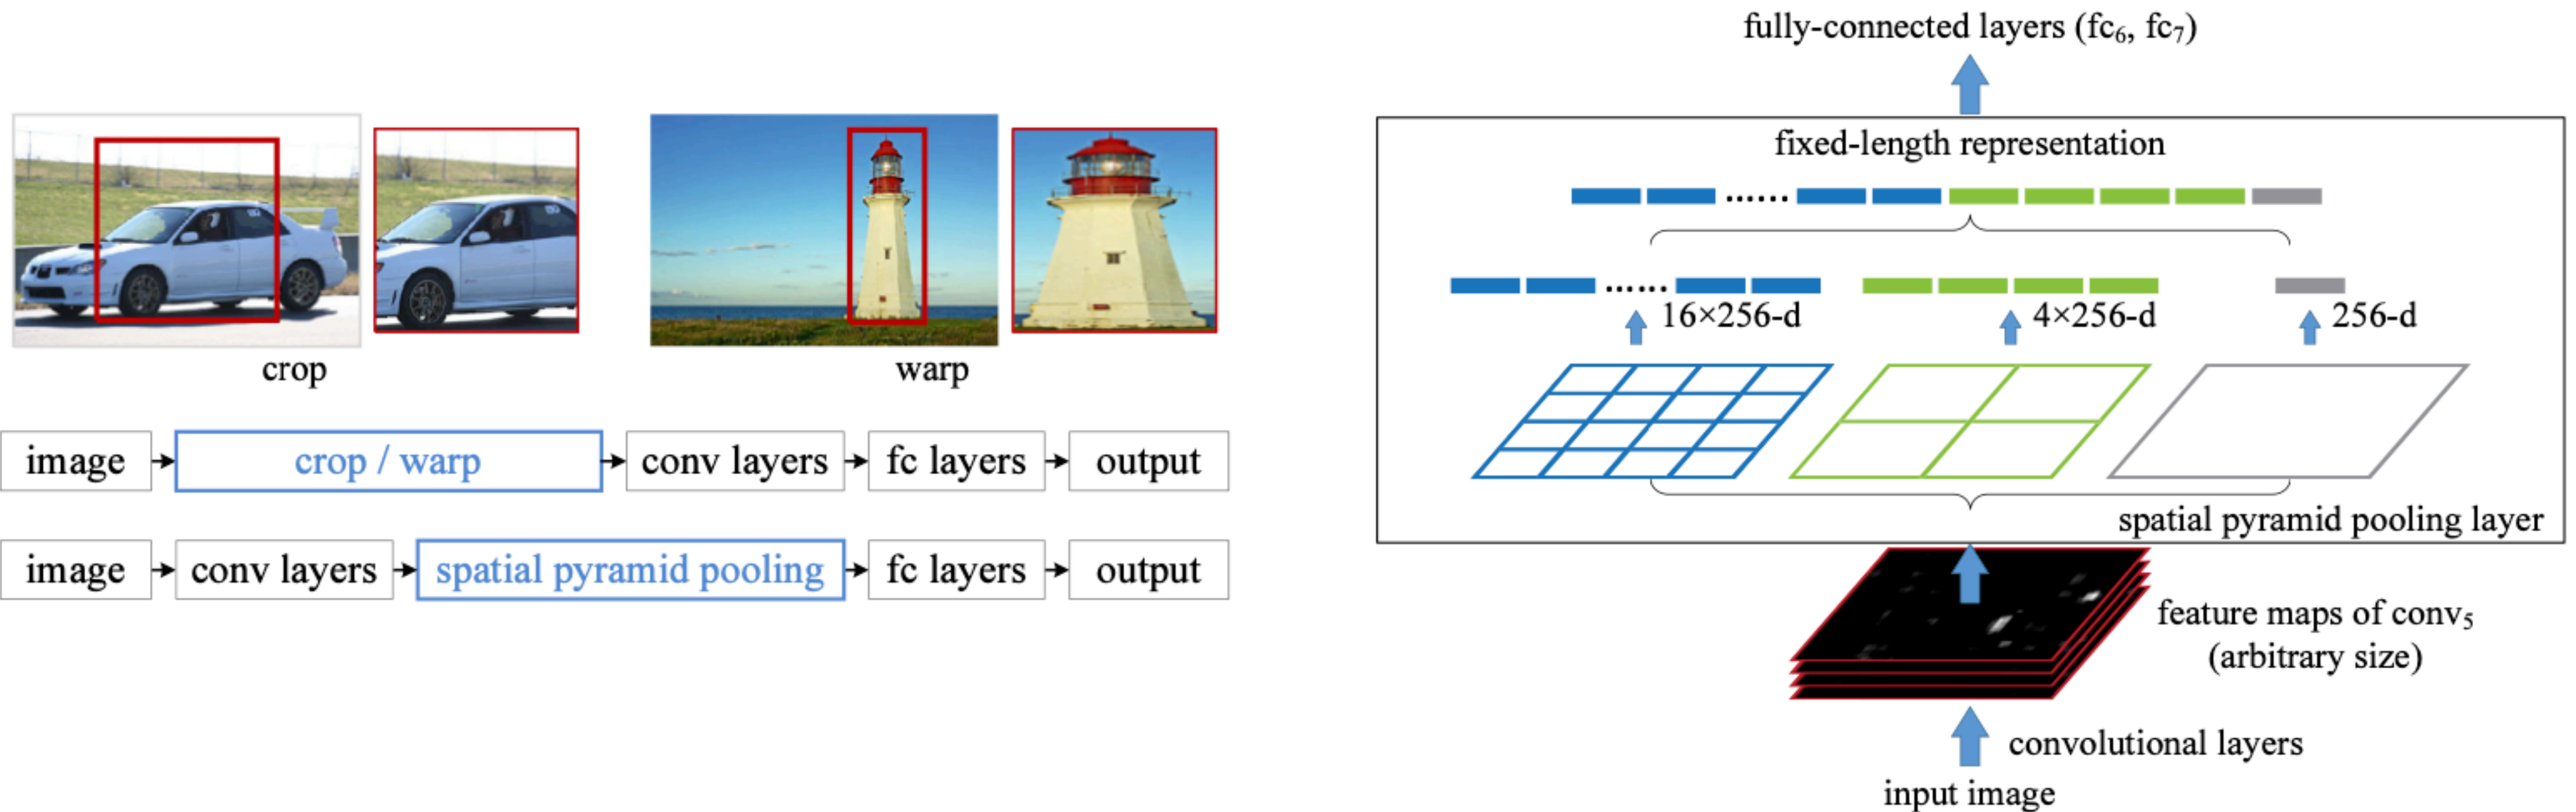 crop
warp
image
crop / warp
conv layers
fc layers
output
image
conv layers
spatial pyramid pooling
fc layers
output
fully-connected layers (fc₆, fc₇)
fixed-length representation
......
......
16×256-d
4×256-d
256-d
spatial pyramid pooling layer
feature maps of conv₅
(arbitrary size)
convolutional layers
input image